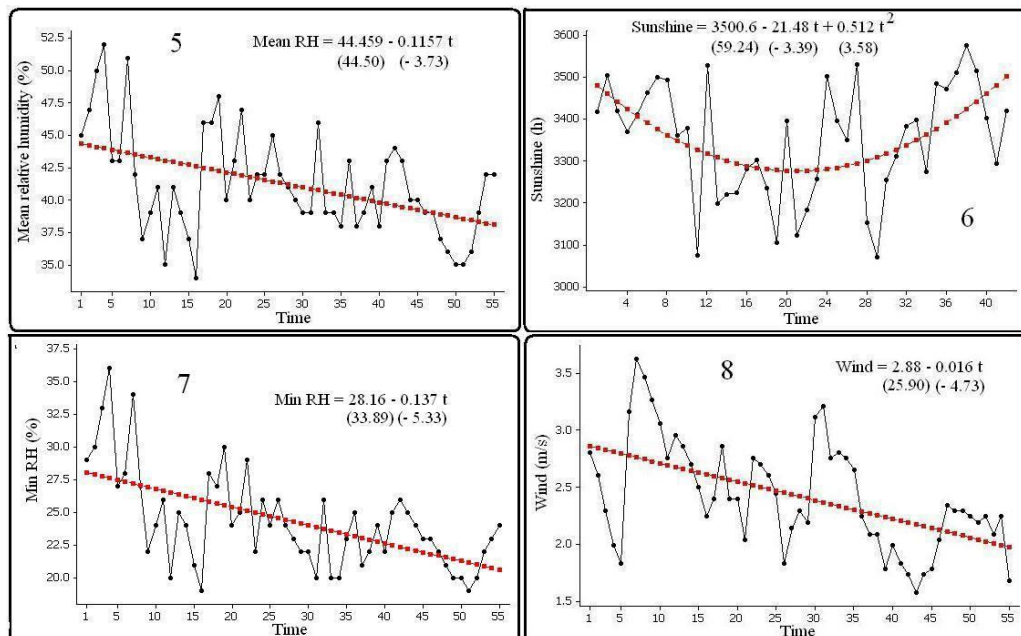 5
Mean RH = 44.459 - 0.1157 t
(44.50) (- 3.73)
Mean relative humidity (%)
52.5
50.0
47.5
45.0
42.5
40.0
37.5
35.0
1 5 10 15 20 25 30 35 40 45 50 55
Time
Sunshine = 3500.6 - 21.48 t + 0.512 t²
(59.24) (- 3.39) (3.58)
6
Sunshine (h)
3600
3500
3400
3300
3200
3100
3000
4 8 12 16 20 24 28 32 36 40
Time
7
Min RH = 28.16 - 0.137 t
(33.89) (- 5.33)
Min RH (%)
37.5
35.0
32.5
30.0
27.5
25.0
22.5
20.0
1 5 10 15 20 25 30 35 40 45 50 55
Time
8
Wind = 2.88 - 0.016 t
(25.90) (- 4.73)
Wind (m/s)
3.5
3.0
2.5
2.0
1.5
1 5 10 15 20 25 30 35 40 45 50 55
Time